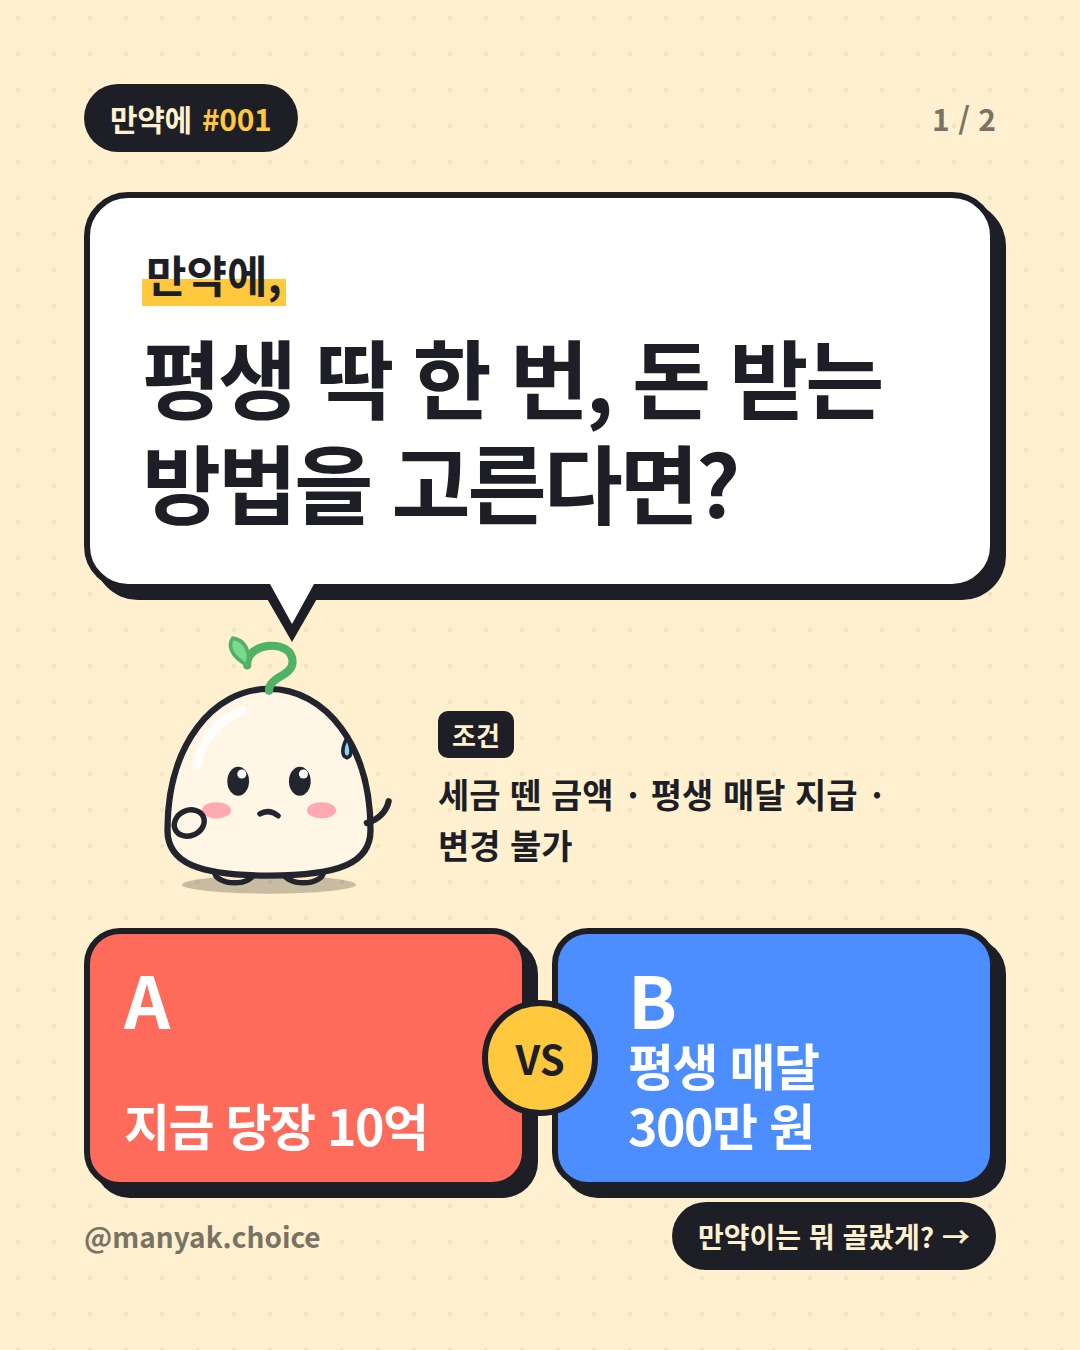 만약에 #001
1 / 2
만약에,
평생 딱 한 번, 돈 받는
방법을 고른다면?
조건
세금 뗀 금액 · 평생 매달 지급 ·
변경 불가
A
지금 당장 10억
VS
B
평생 매달
300만 원
@manyak.choice
만약이는 뭐 골랐게? →